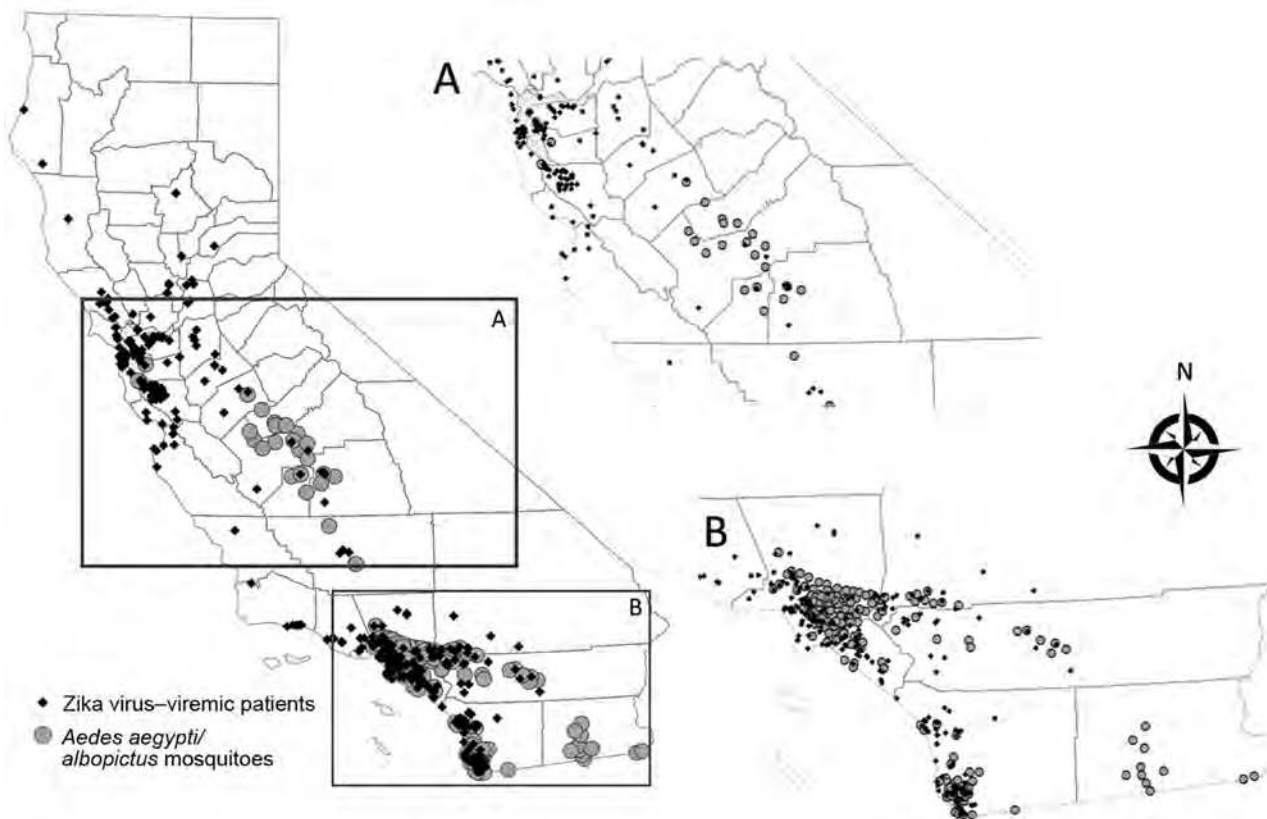 A
A
N
B
B
Zika virus–viremic patients
Aedes aegypti/
albopictus mosquitoes